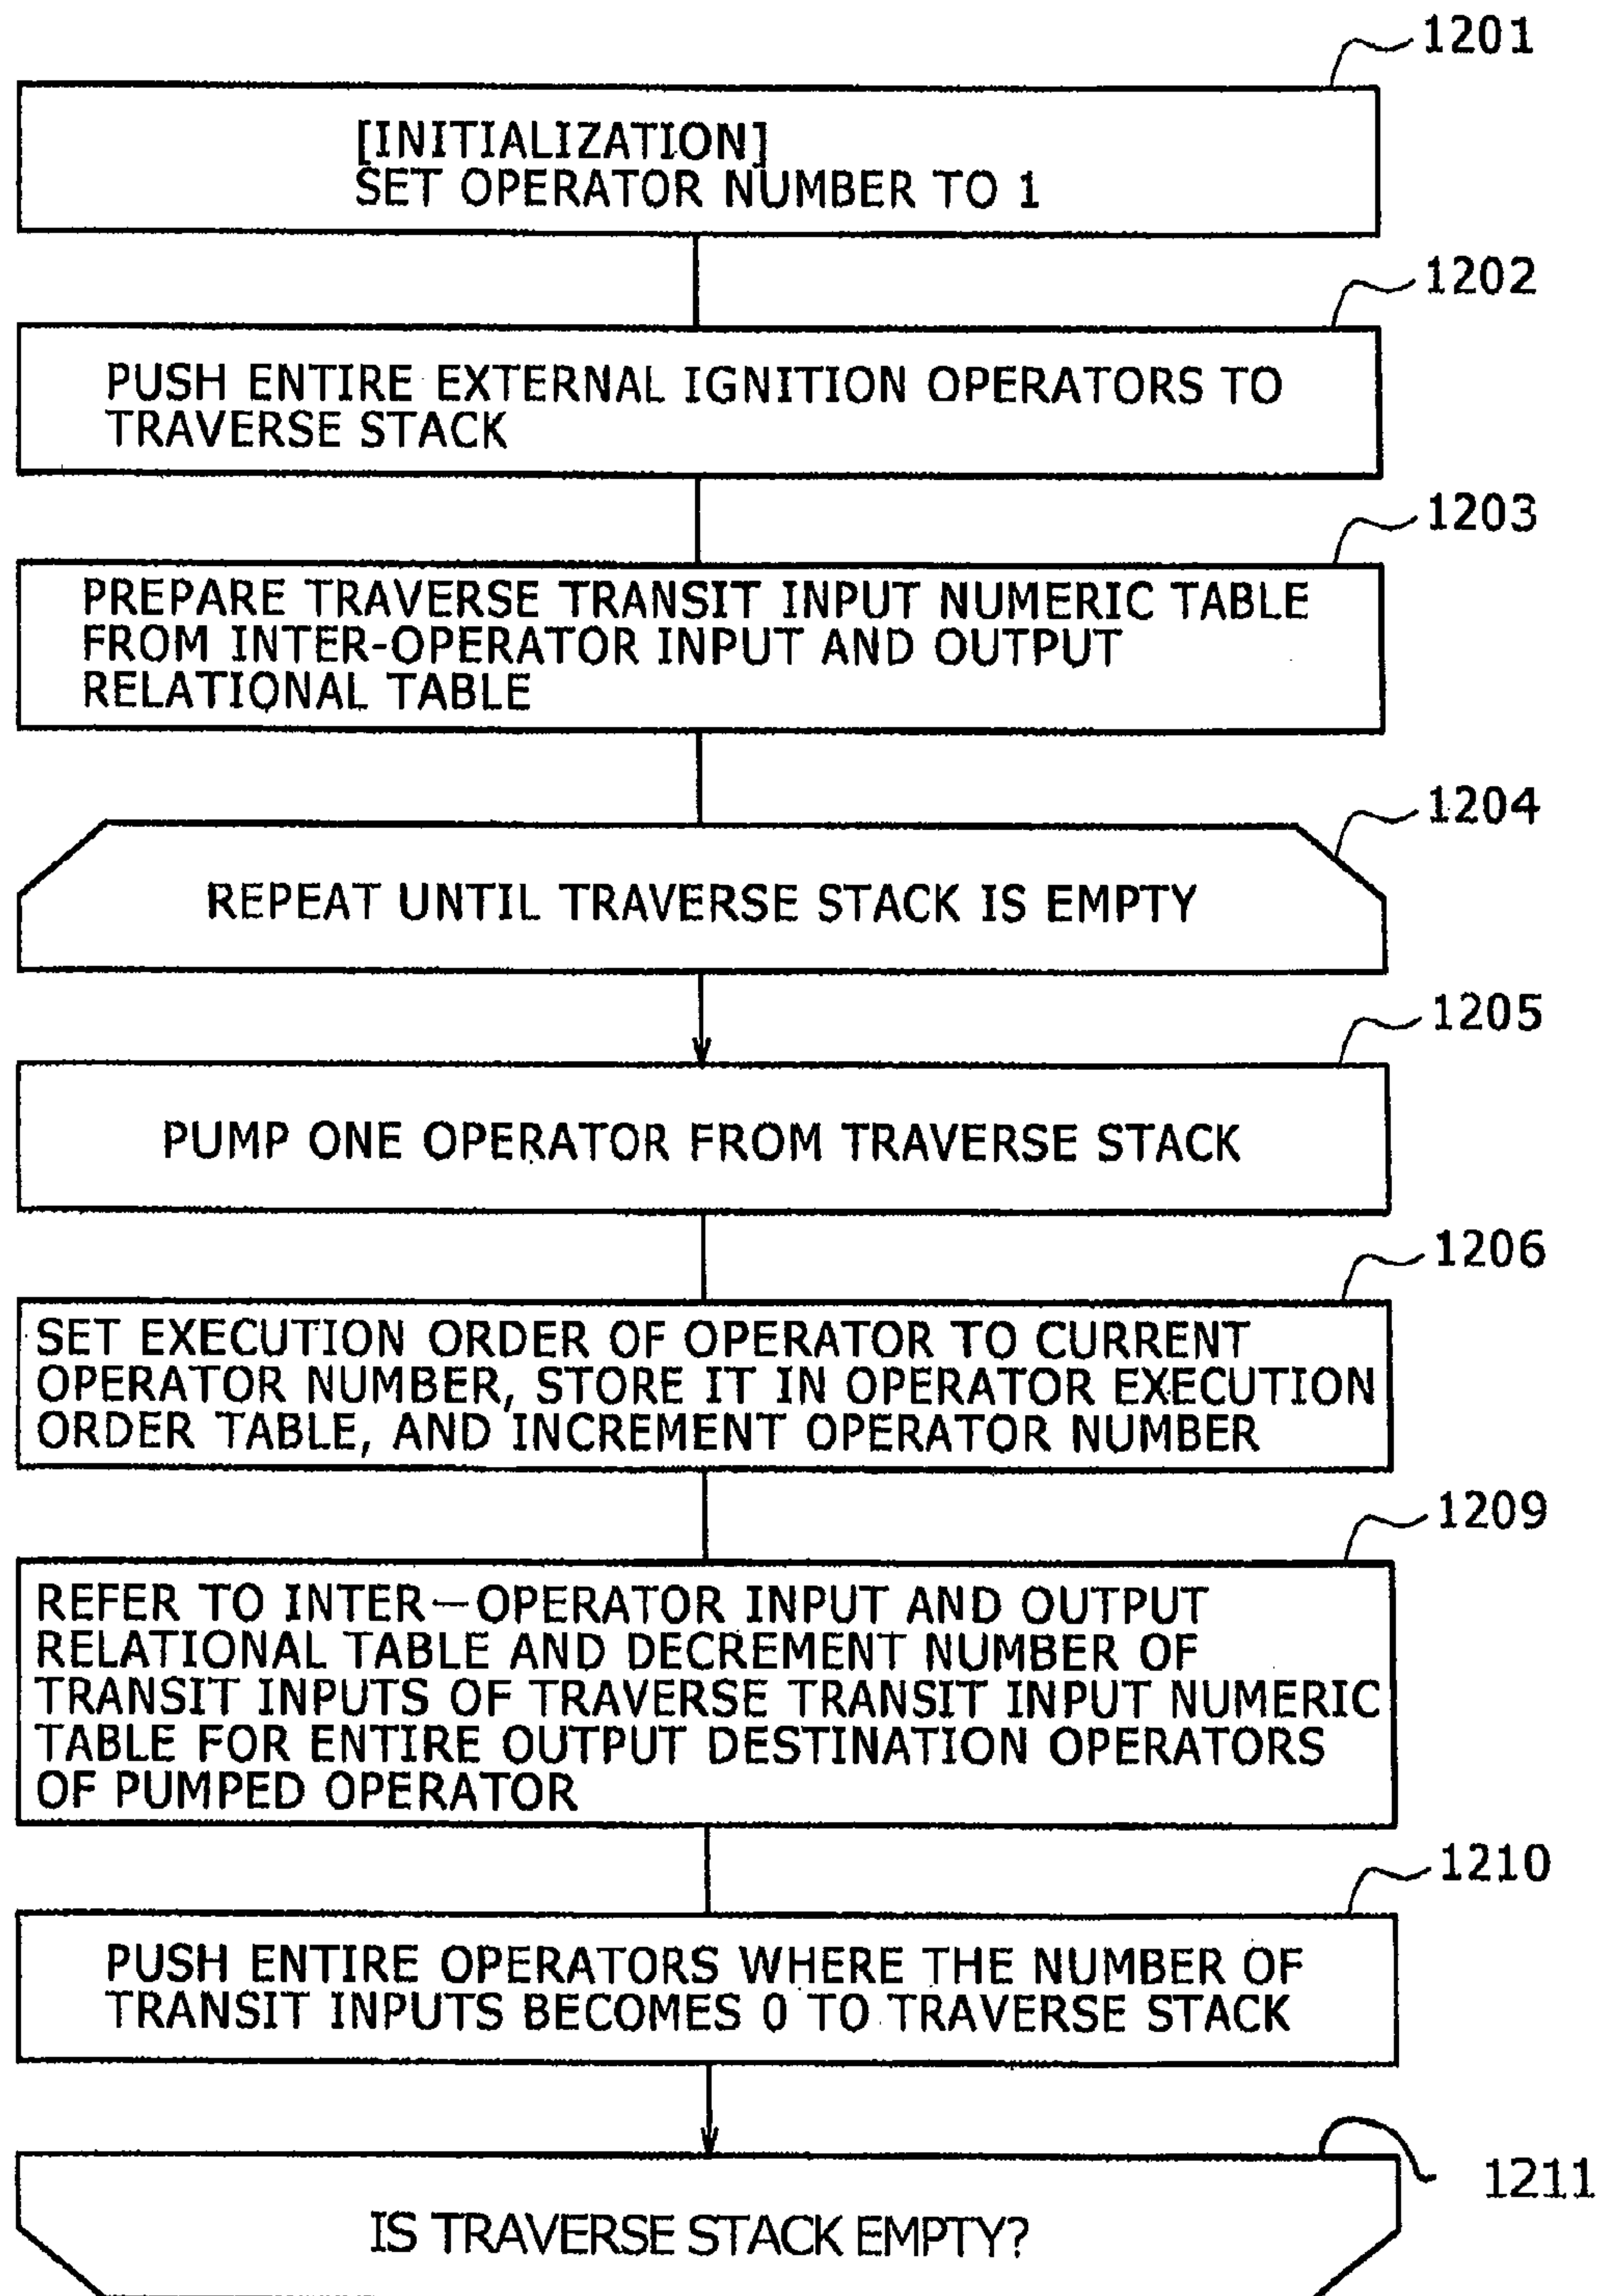 1201
[INITIALIZATION]
SET OPERATOR NUMBER TO 1
1202
PUSH ENTIRE EXTERNAL IGNITION OPERATORS TO
TRAVERSE STACK
1203
PREPARE TRAVERSE TRANSIT INPUT NUMERIC TABLE
FROM INTER-OPERATOR INPUT AND OUTPUT
RELATIONAL TABLE
1204
REPEAT UNTIL TRAVERSE STACK IS EMPTY
1205
PUMP ONE OPERATOR FROM TRAVERSE STACK
1206
SET EXECUTION ORDER OF OPERATOR TO CURRENT
OPERATOR NUMBER, STORE IT IN OPERATOR EXECUTION
ORDER TABLE, AND INCREMENT OPERATOR NUMBER
1209
REFER TO INTER—OPERATOR INPUT AND OUTPUT
RELATIONAL TABLE AND DECREMENT NUMBER OF
TRANSIT INPUTS OF TRAVERSE TRANSIT INPUT NUMERIC
TABLE FOR ENTIRE OUTPUT DESTINATION OPERATORS
OF PUMPED OPERATOR
1210
PUSH ENTIRE OPERATORS WHERE THE NUMBER OF
TRANSIT INPUTS BECOMES 0 TO TRAVERSE STACK
1211
IS TRAVERSE STACK EMPTY?